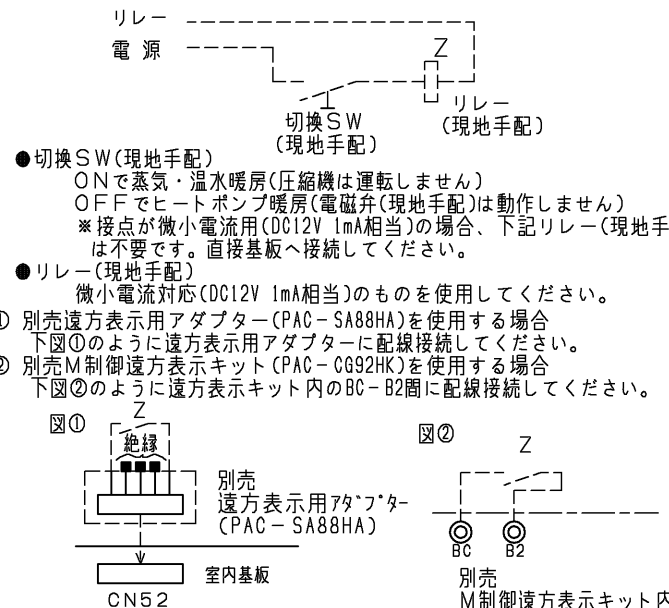 リレー
電 源
Z
切換SW
(現地手配)
リレー
(現地手配)
●切換SW(現地手配)
ONで蒸気・温水暖房(圧縮機は運転しません)
OFFでヒートポンプ暖房(電磁弁(現地手配)は動作しません)
※接点が微小電流用(DC12V 1mA相当)の場合、下記リレー(現地手
は不要です。直接基板へ接続してください。
●リレー(現地手配)
微小電流対応(DC12V 1mA相当)のものを使用してください。
① 別売遠方表示用アダプター(PAC-SA88HA)を使用する場合
下図①のように遠方表示用アダプターに配線接続してください。
② 別売M制御遠方表示キット(PAC-CG92HK)を使用する場合
下図②のように遠方表示キット内のBC-B2間に配線接続してください。
図①
Z
絶縁
別売
遠方表示用アダプター
(PAC-SA88HA)
室内基板
CN52
図②
Z
BC
B2
別売
M制御遠方表示キット内